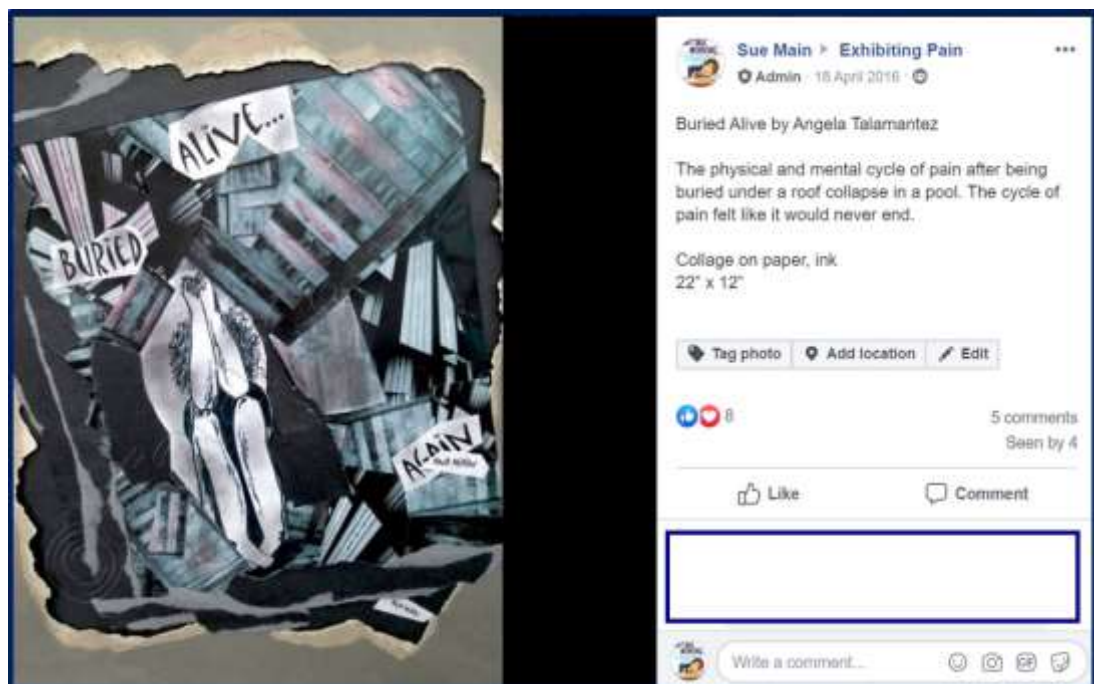 ALIVE...
BURIED
AGAIN
Sue Main ▸ Exhibiting Pain
Admin · 18 April 2016 ·
Buried Alive by Angela Talamantez
The physical and mental cycle of pain after being
buried under a roof collapse in a pool. The cycle of
pain felt like it would never end.
Collage on paper, ink
22" x 12"
Tag photo
Add location
Edit
8
5 comments
Seen by 4
Like
Comment
Write a comment...
GIF